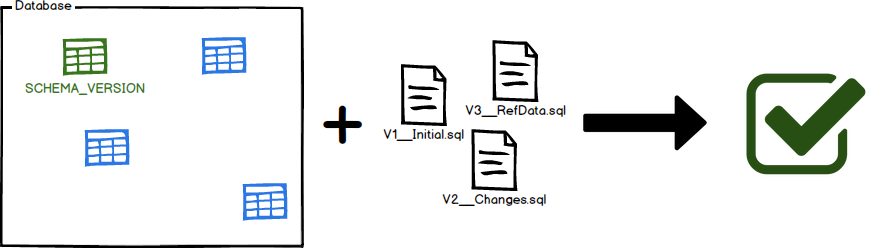 Database
SCHEMA_VERSION
V3__RefData.sql
V1__Initial.sql
V2__Changes.sql